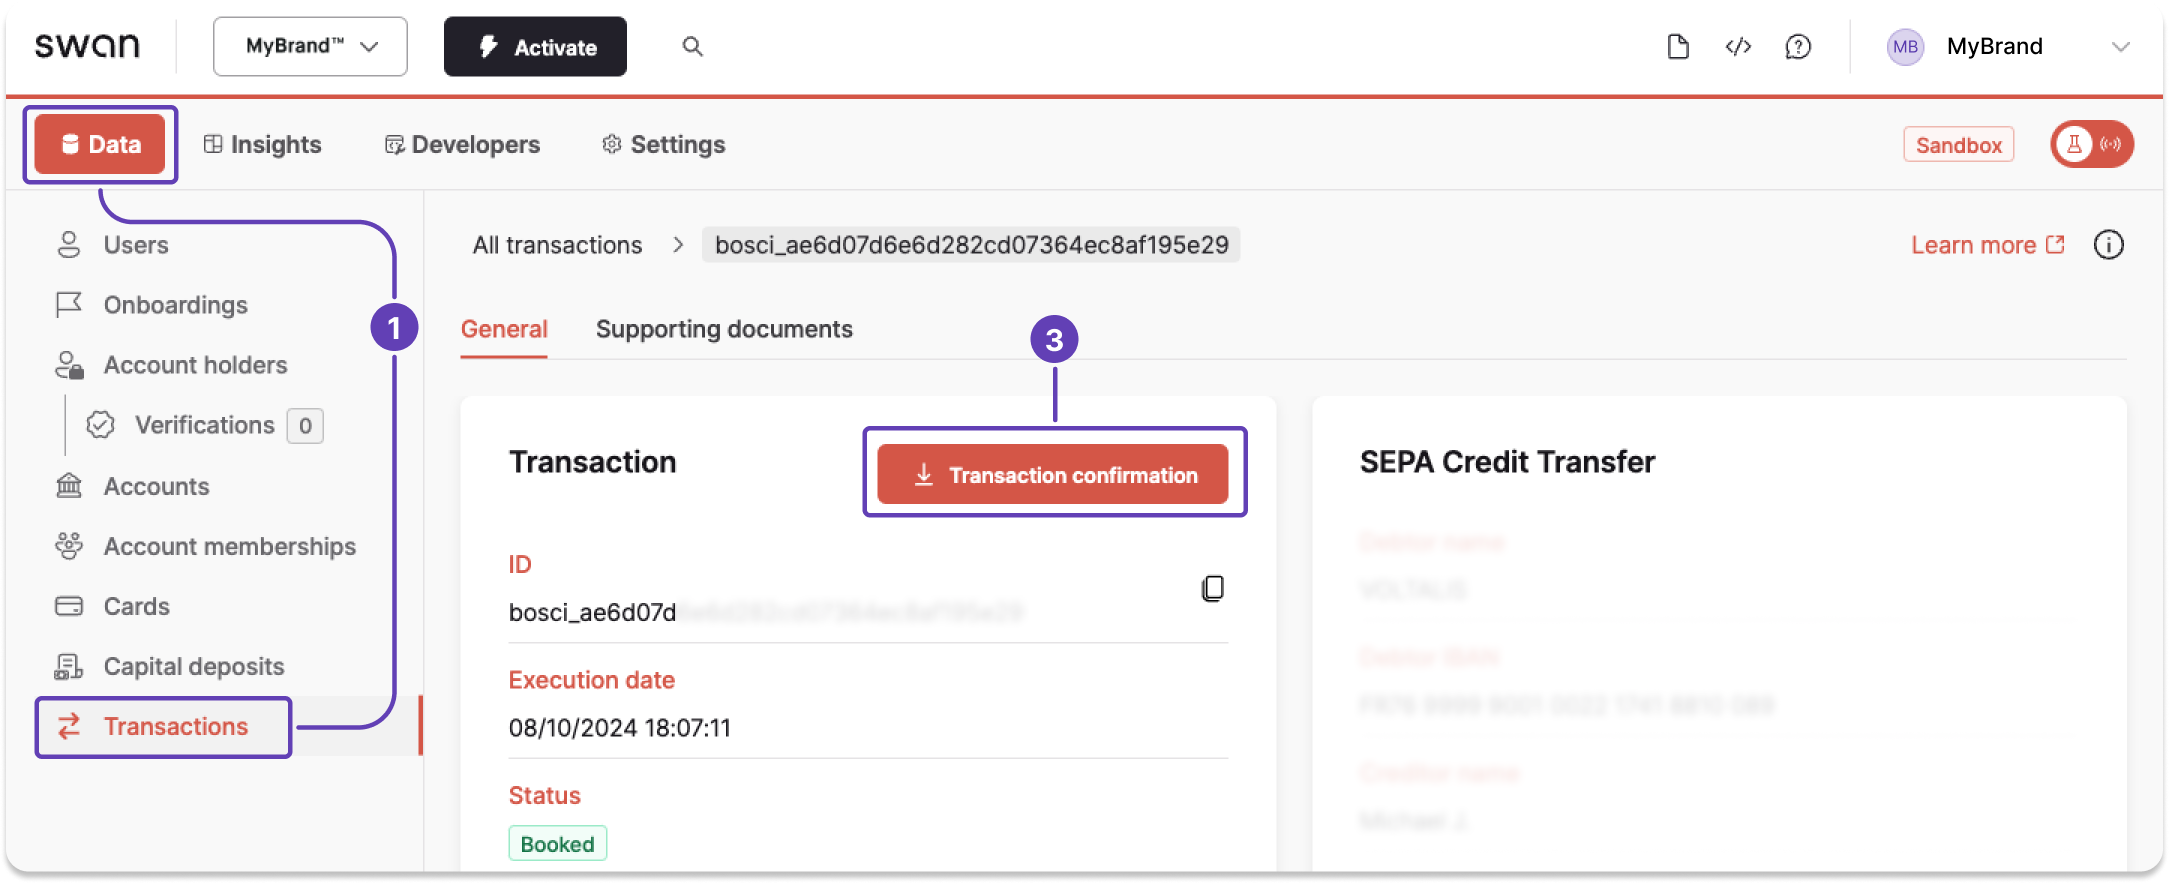 swan
MyBrand™
Activate
MB
MyBrand
Data
Insights
Developers
Settings
Sandbox
Users
Onboardings
Account holders
Verifications 0
Accounts
Account memberships
Cards
Capital deposits
Transactions
1
All transactions > bosci_ae6d07d6e6d282cd07364ec8af195e29
Learn more
General
Supporting documents
3
Transaction
Transaction confirmation
ID
bosci_ae6d07d
Execution date
08/10/2024 18:07:11
Status
Booked
SEPA Credit Transfer